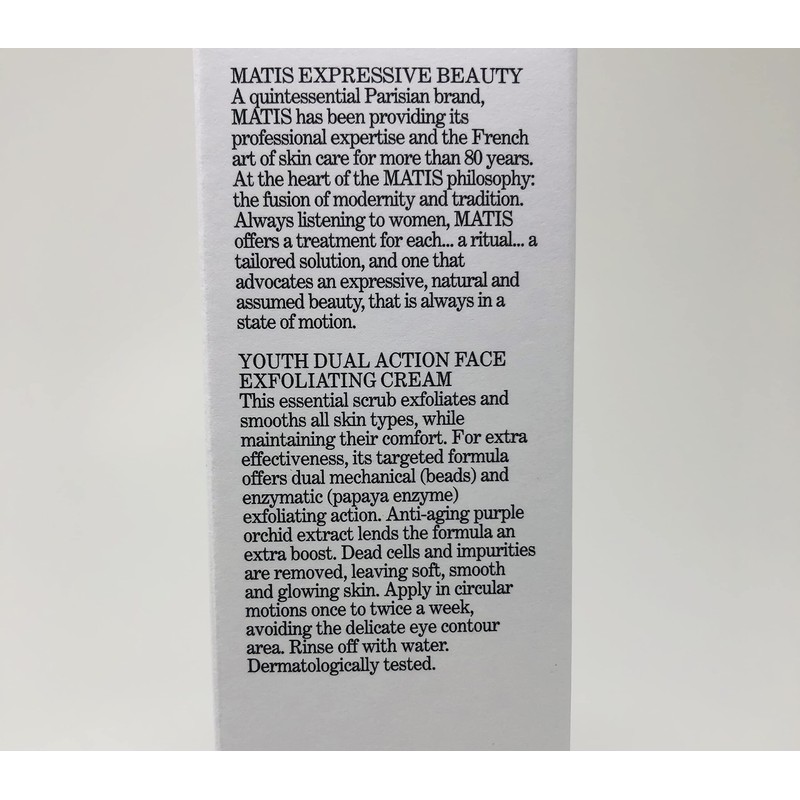 MATIS EXPRESSIVE BEAUTY
A quintessential Parisian brand,
MATIS has been providing its
professional expertise and the French
art of skin care for more than 80 years.
At the heart of the MATIS philosophy:
the fusion of modernity and tradition.
Always listening to women, MATIS
offers a treatment for each... a ritual... a
tailored solution, and one that
advocates an expressive, natural and
assumed beauty, that is always in a
state of motion.
YOUTH DUAL ACTION FACE
EXFOLIATING CREAM
This essential scrub exfoliates and
smooths all skin types, while
maintaining their comfort. For extra
effectiveness, its targeted formula
offers dual mechanical (beads) and
enzymatic (papaya enzyme)
exfoliating action. Anti-aging purple
orchid extract lends the formula an
extra boost. Dead cells and impurities
are removed, leaving soft, smooth
and glowing skin. Apply in circular
motions once to twice a week,
avoiding the delicate eye contour
area. Rinse off with water.
Dermatologically tested.